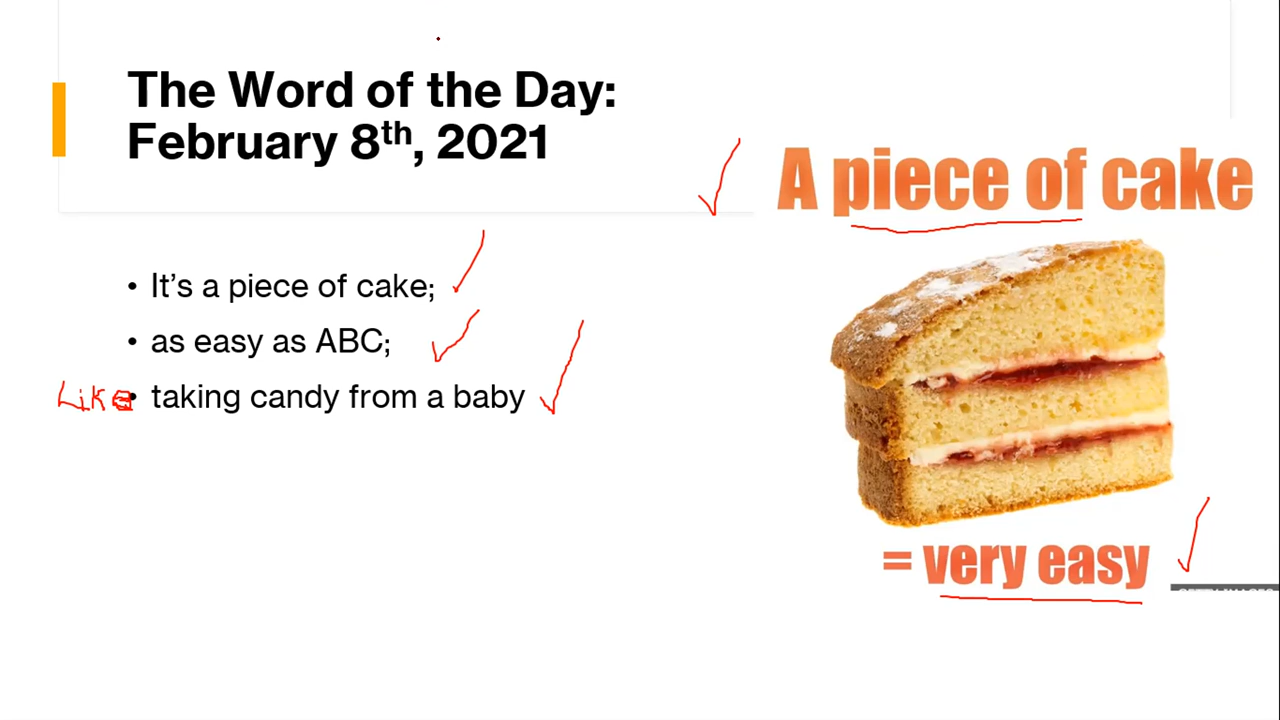 The Word of the Day:
February 8th, 2021
A piece of cake
• It's a piece of cake;
• as easy as ABC;
Like • taking candy from a baby
= very easy